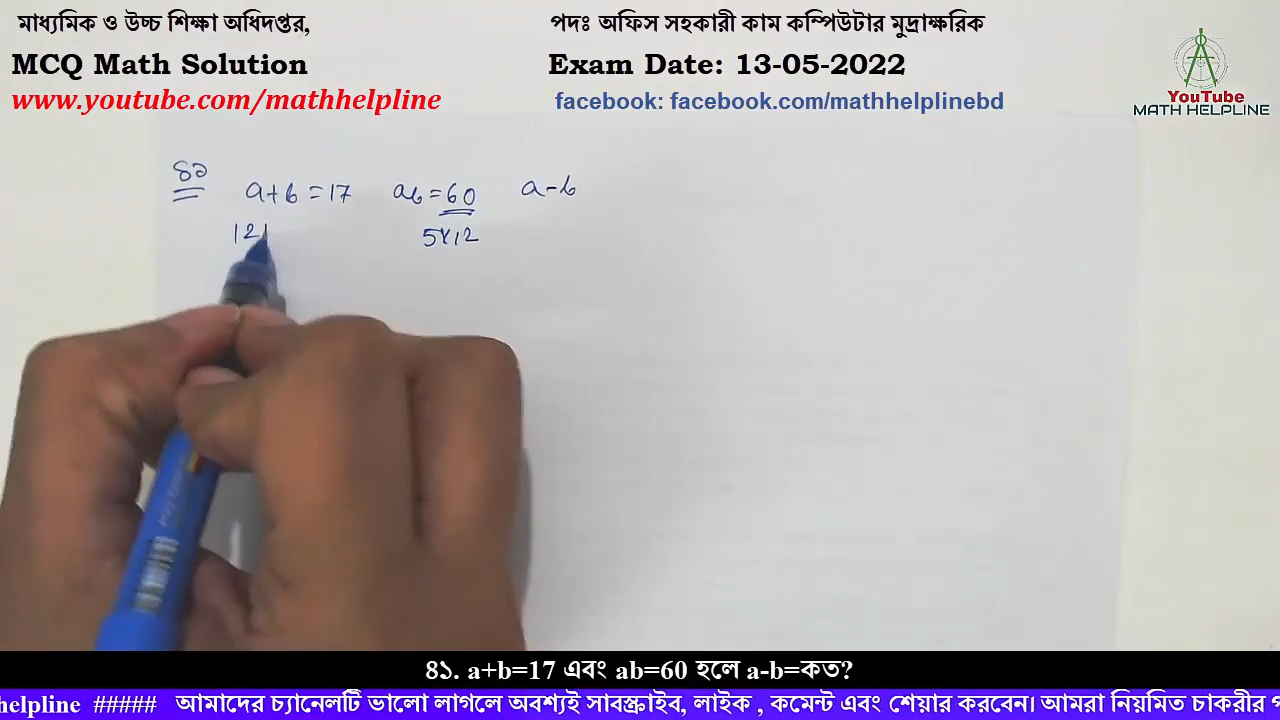 মাধ্যমিক ও উচ্চ শিক্ষা অধিদপ্তর,
পদঃ অফিস সহকারী কাম কম্পিউটার মুদ্রাক্ষরিক
MCQ Math Solution
Exam Date: 13-05-2022
www.youtube.com/mathhelpline
facebook: facebook.com/mathhelplinebd
YouTube
MATH HELPLINE
৪১ a+b=17 ab=60 a-b
12+ 5×12
৪১. a+b=17 এবং ab=60 হলে a-b=কত?
helpline ##### আমাদের চ্যানেলটি ভালো লাগলে অবশ্যই সাবস্ক্রাইব, লাইক , কমেন্ট এবং শেয়ার করবেন। আমরা নিয়মিত চাকরীর